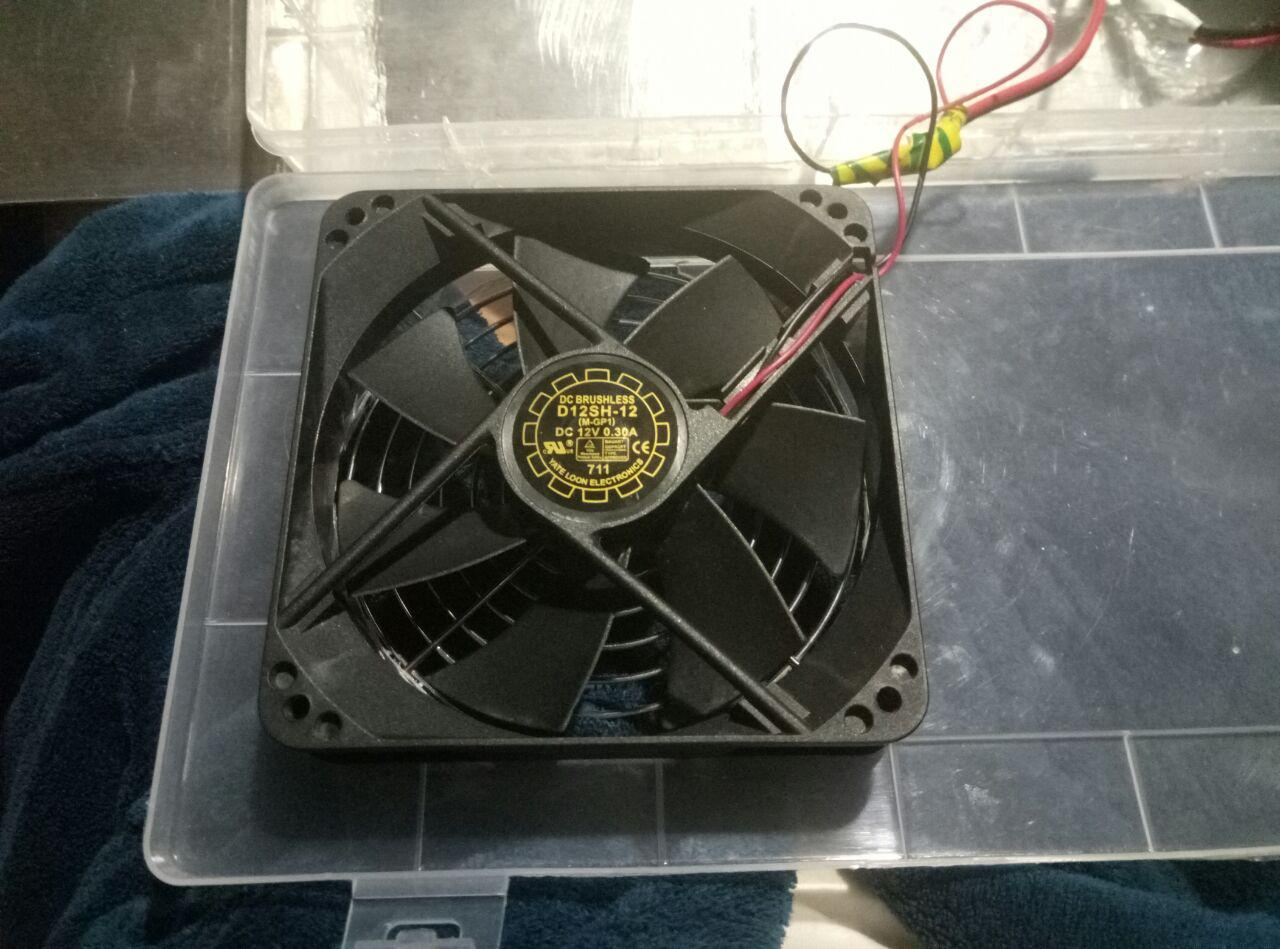 DC BRUSHLESS
D12SH-12
(M-GP1)
DC 12V 0.30A
711
YATE LOON ELECTRONICS